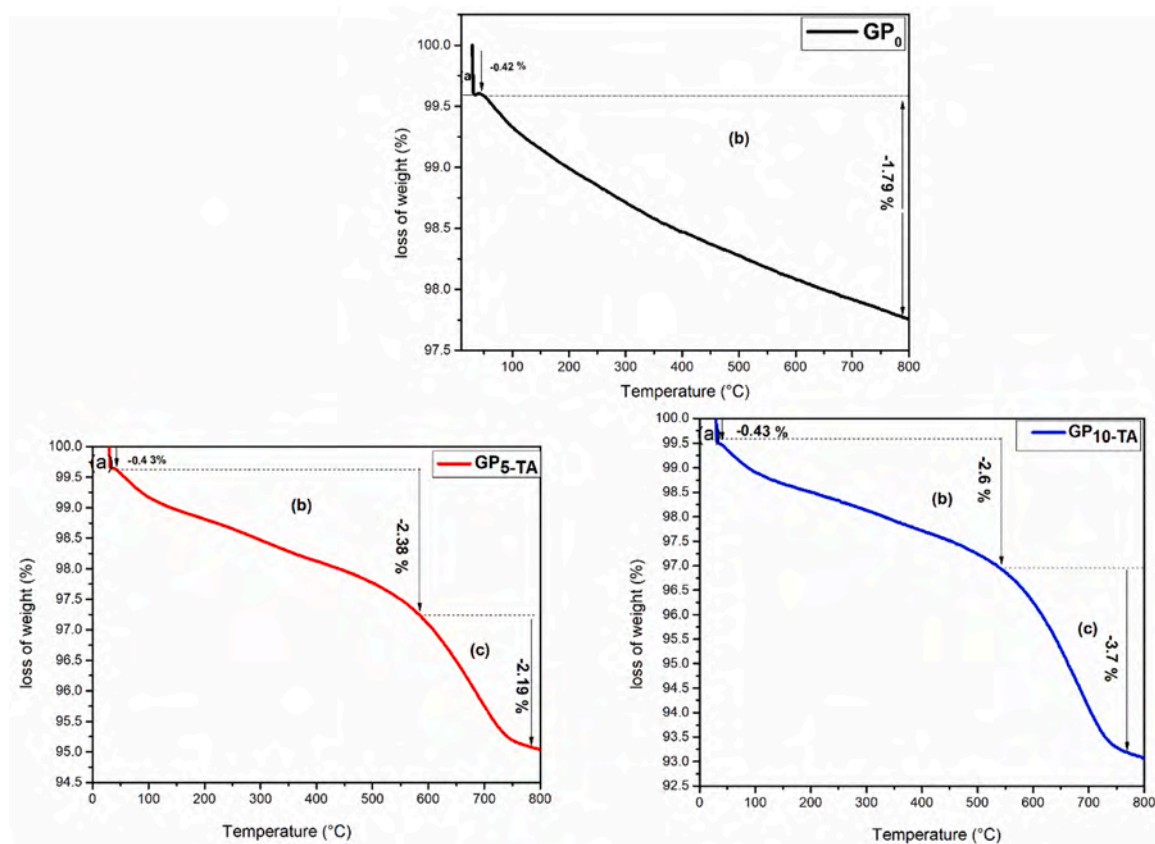 GP0
100.0
a
-0.42 %
99.5
(b)
99.0
-1.79 %
98.5
98.0
97.5
loss of weight (%)
100 200 300 400 500 600 700 800
Temperature (°C)
100.0
GP5-TA
a
-0.4 3%
99.5
99.0
(b)
98.5
-2.38 %
98.0
97.5
97.0
96.5
(c)
96.0
-2.19 %
95.5
95.0
94.5
loss of weight (%)
0 100 200 300 400 500 600 700 800
Temperature (°C)
100.0
GP10-TA
a
-0.43 %
99.5
99.0
98.5
(b)
-2.6 %
98.0
97.5
97.0
96.5
96.0
95.5
(c)
95.0
-3.7 %
94.5
94.0
93.5
93.0
92.5
loss of weight (%)
0 100 200 300 400 500 600 700 800
Temperature (°C)